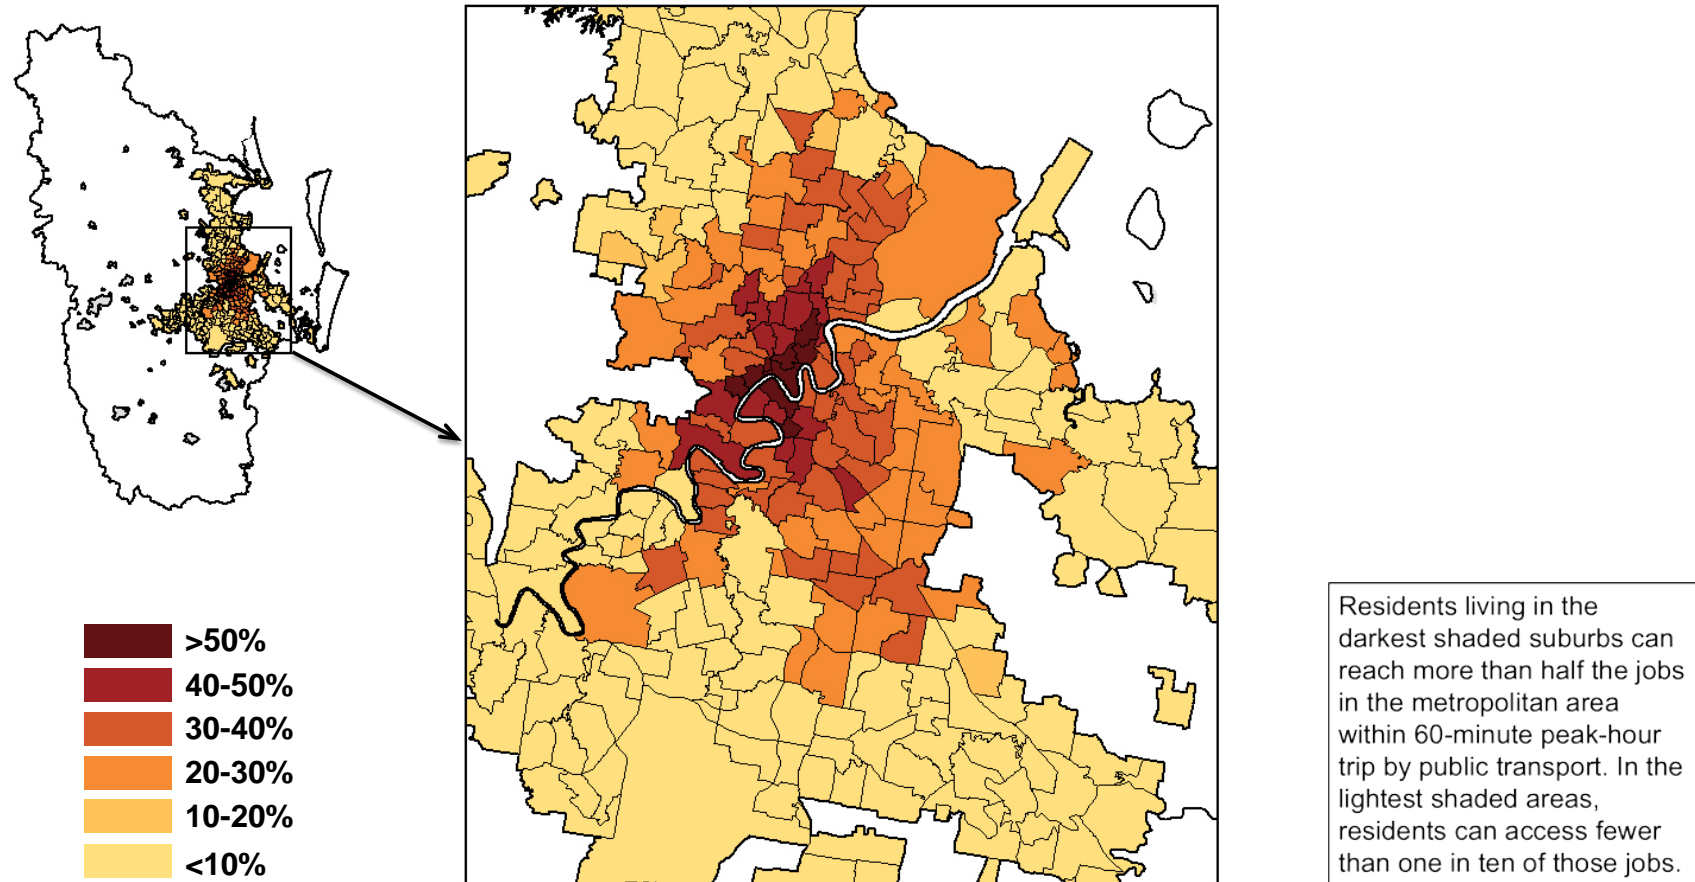 >50%
40-50%
30-40%
20-30%
10-20%
<10%
Residents living in the
darkest shaded suburbs can
reach more than half the jobs
in the metropolitan area
within 60-minute peak-hour
trip by public transport. In the
lightest shaded areas,
residents can access fewer
than one in ten of those jobs.